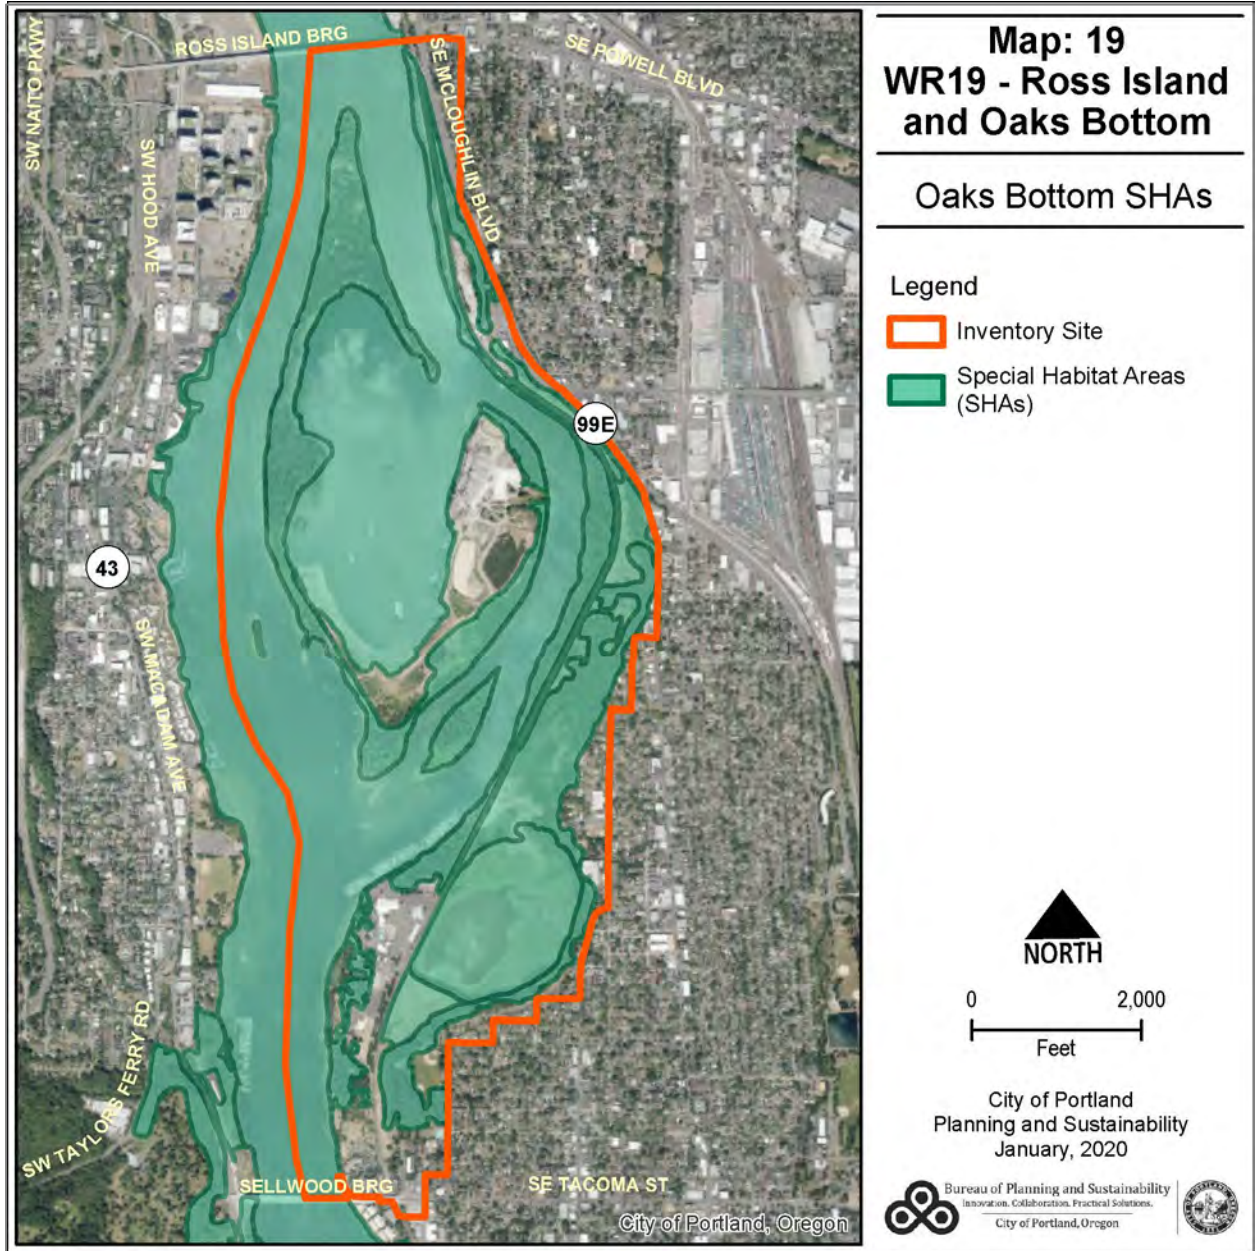 SW NAITO PKWY
ROSS ISLAND BRG
SE MCLOUGHLIN BLVD
SE POWELL BLVD
SW HOOD AVE
99E
43
SW MACADAM AVE
SW TAYLORS FERRY RD
SELLWOOD BRG
SE TACOMA ST
City of Portland, Oregon
Map: 19
WR19 - Ross Island
and Oaks Bottom
Oaks Bottom SHAs
Legend
Inventory Site
Special Habitat Areas
(SHAs)
NORTH
0 2,000
Feet
City of Portland
Planning and Sustainability
January, 2020
Bureau of Planning and Sustainability
Innovation. Collaboration. Practical Solutions.
City of Portland, Oregon